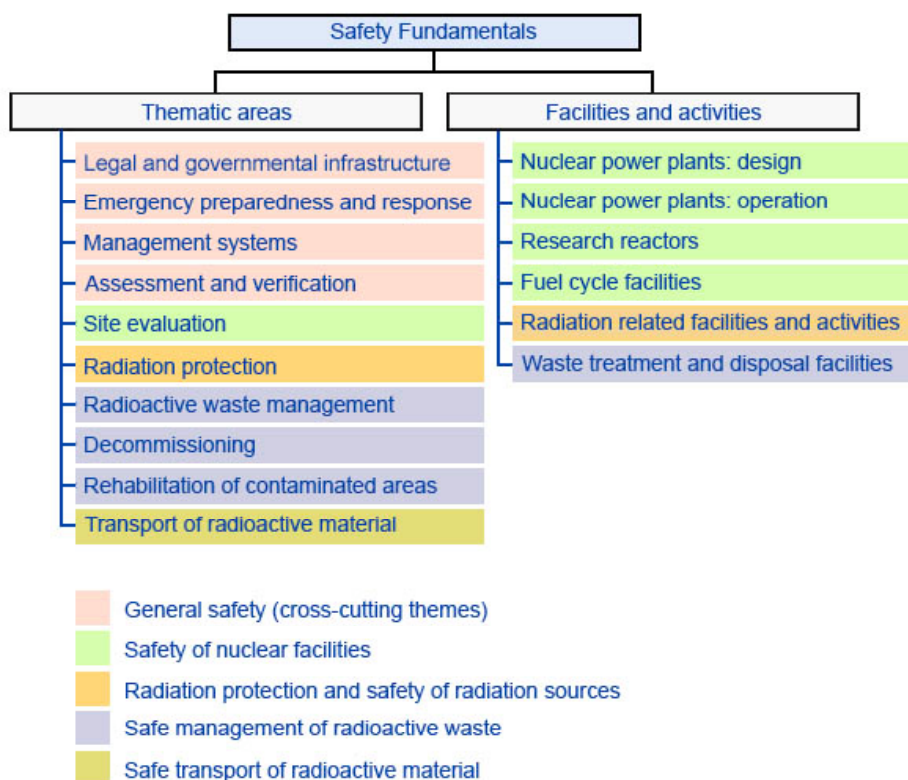 Safety Fundamentals
Thematic areas
Legal and governmental infrastructure
Emergency preparedness and response
Management systems
Assessment and verification
Site evaluation
Radiation protection
Radioactive waste management
Decommissioning
Rehabilitation of contaminated areas
Transport of radioactive material
Facilities and activities
Nuclear power plants: design
Nuclear power plants: operation
Research reactors
Fuel cycle facilities
Radiation related facilities and activities
Waste treatment and disposal facilities
General safety (cross-cutting themes)
Safety of nuclear facilities
Radiation protection and safety of radiation sources
Safe management of radioactive waste
Safe transport of radioactive material